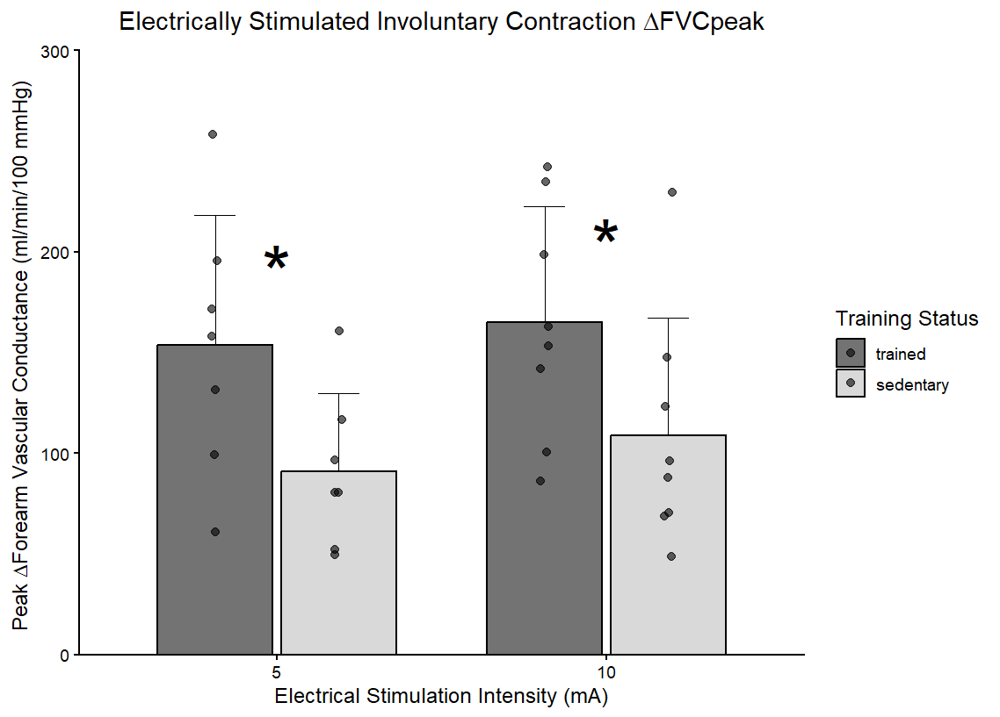 Electrically Stimulated Involuntary Contraction ΔFVCpeak
Peak ΔForearm Vascular Conductance (ml/min/100 mmHg)
300
200
100
0
*
*
5
10
Electrical Stimulation Intensity (mA)
Training Status
trained
sedentary